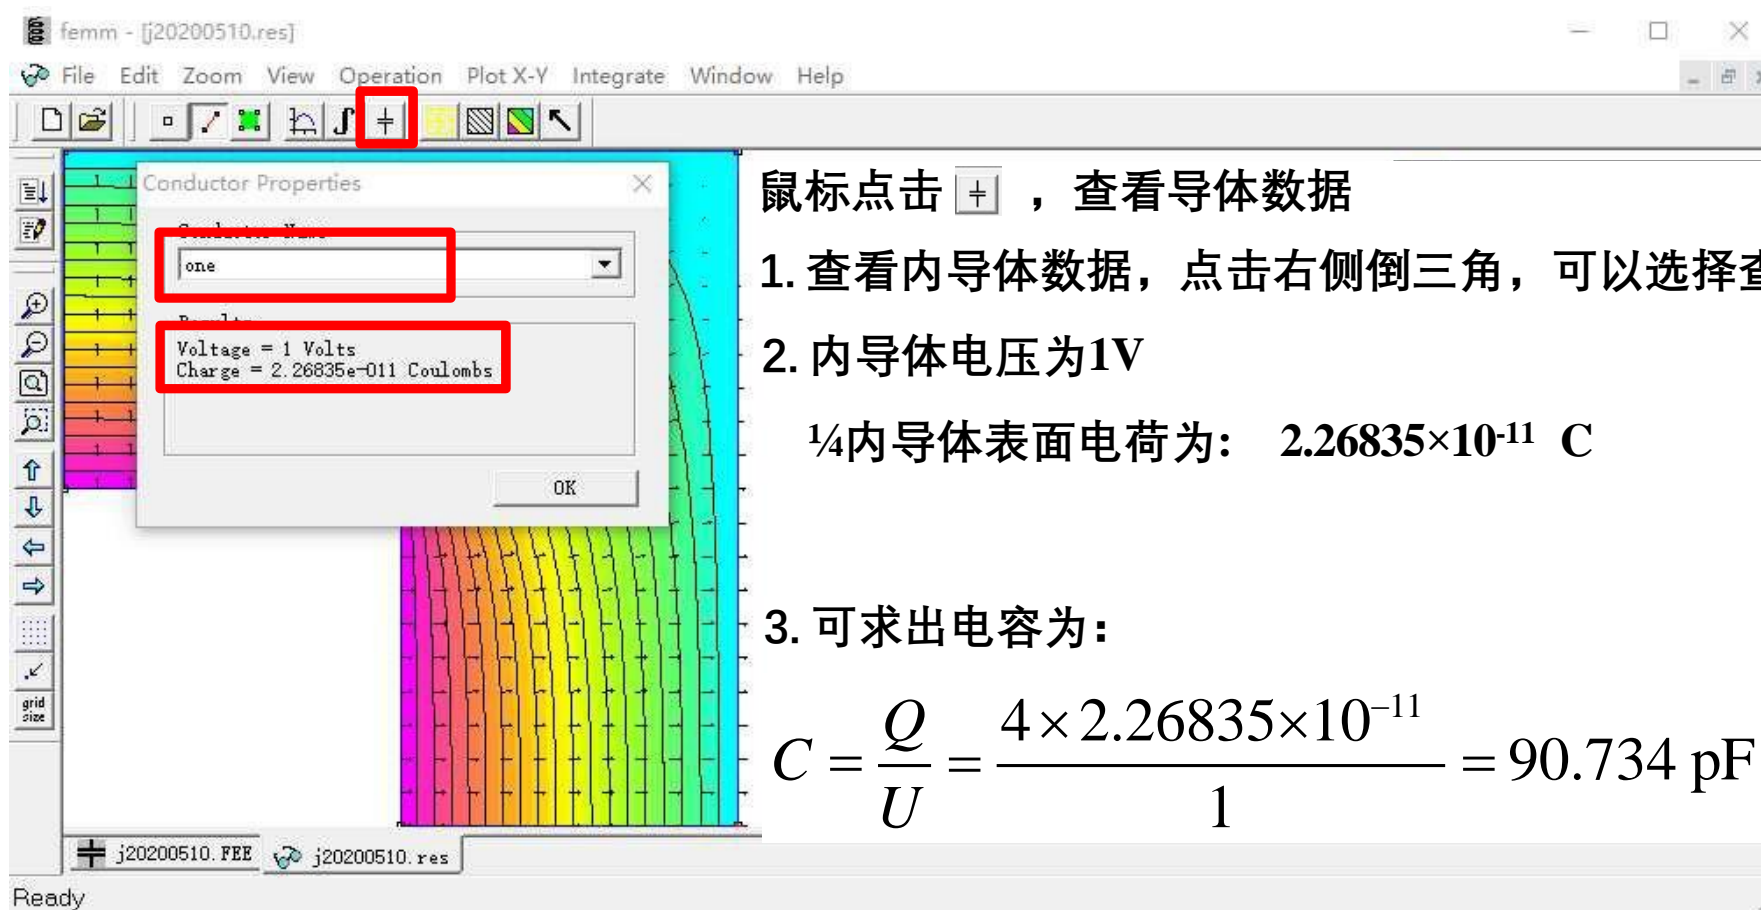 femm - [j20200510.res]
File Edit Zoom View Operation Plot X-Y Integrate Window Help
Conductor Properties
one
Voltage = 1 Volts
Charge = 2.26835e-011 Coulombs
OK
grid
size
鼠标点击 ，查看导体数据
1. 查看内导体数据，点击右侧倒三角，可以选择查
2. 内导体电压为1V
¼内导体表面电荷为： 2.26835×10⁻¹¹ C
3. 可求出电容为：
C = Q/U = 4×2.26835×10⁻¹¹/1 = 90.734 pF
j20200510.FEE j20200510.res
Ready